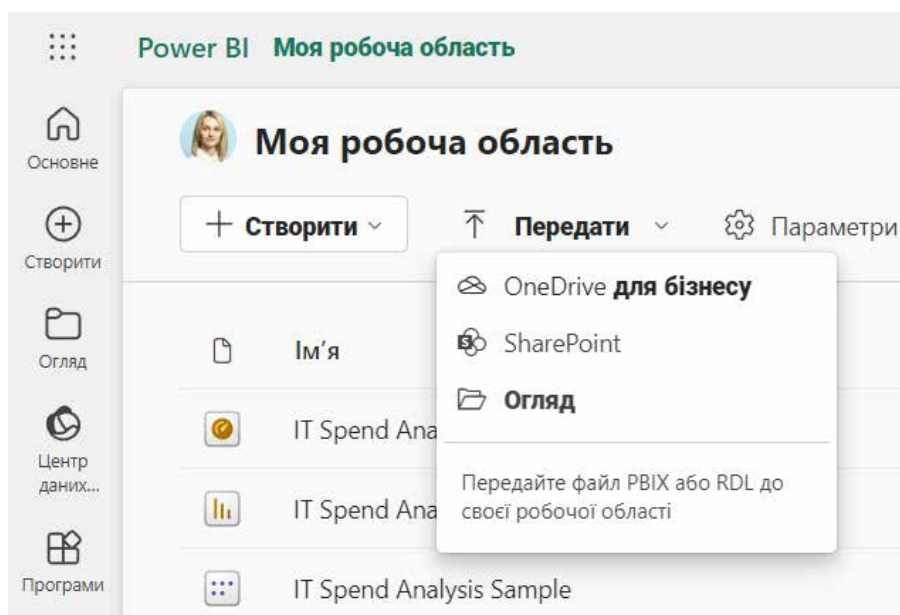 Power BI Моя робоча область
Основне
Створити
Огляд
Центр
даних...
Програми
Моя робоча область
Створити
Передати
Параметри
OneDrive для бізнесу
SharePoint
Огляд
Передайте файл PBIX або RDL до
своєї робочої області
Ім’я
IT Spend Ana
IT Spend Ana
IT Spend Analysis Sample